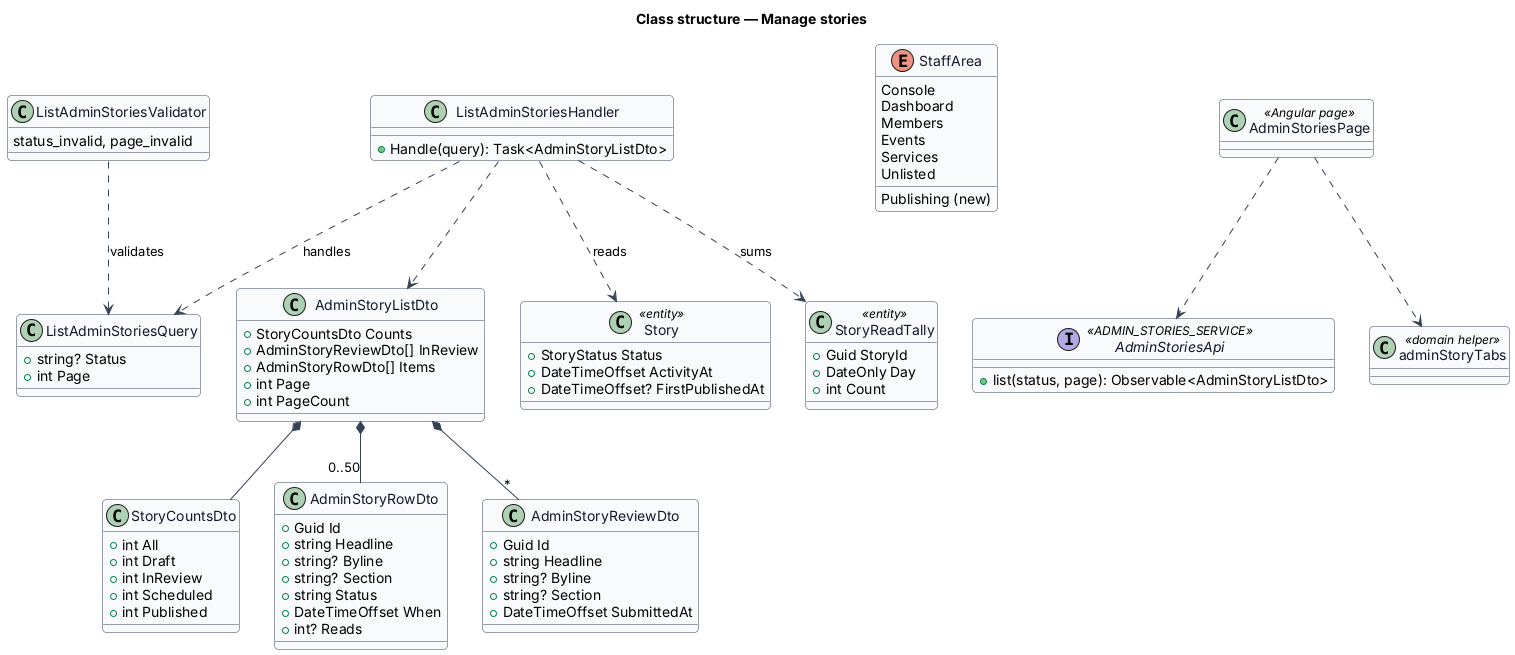 Class structure — Manage stories
E StaffArea
Console
Dashboard
Members
Events
Services
Unlisted
Publishing (new)
C ListAdminStoriesValidator
status_invalid, page_invalid
C ListAdminStoriesHandler
Handle(query): Task<AdminStoryListDto>
«Angular page»
C AdminStoriesPage
validates
handles
reads
sums
C ListAdminStoriesQuery
string? Status
int Page
C AdminStoryListDto
StoryCountsDto Counts
AdminStoryReviewDto[] InReview
AdminStoryRowDto[] Items
int Page
int PageCount
«entity»
C Story
StoryStatus Status
DateTimeOffset ActivityAt
DateTimeOffset? FirstPublishedAt
«entity»
C StoryReadTally
Guid StoryId
DateOnly Day
int Count
«ADMIN_STORIES_SERVICE»
I AdminStoriesApi
list(status, page): Observable<AdminStoryListDto>
«domain helper»
C adminStoryTabs
0..50
*
C StoryCountsDto
int All
int Draft
int InReview
int Scheduled
int Published
C AdminStoryRowDto
Guid Id
string Headline
string? Byline
string? Section
string Status
DateTimeOffset When
int? Reads
C AdminStoryReviewDto
Guid Id
string Headline
string? Byline
string? Section
DateTimeOffset SubmittedAt